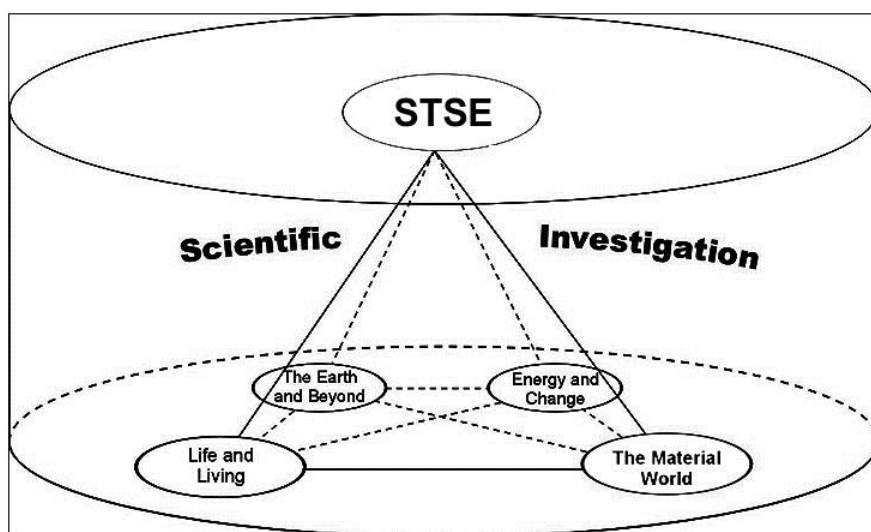 STSE
Scientific
Investigation
The Earth
and Beyond
Energy and
Change
Life and
Living
The Material
World